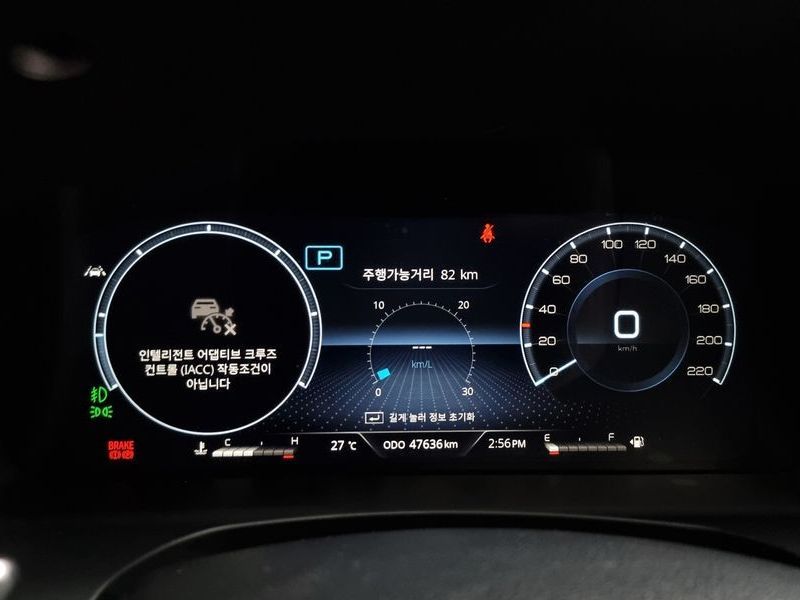 P
주행가능거리 82 km
인텔리전트 어댑티브 크루즈
컨트롤 (IACC) 작동조건이
아닙니다
10
20
---
km/L
0
30
길게 눌러 정보 초기화
0
20
40
60
80
100
120
140
160
180
200
220
0
km/h
BRAKE
C
H
27 ℃
ODO 47636 km
2:56 PM
E
F